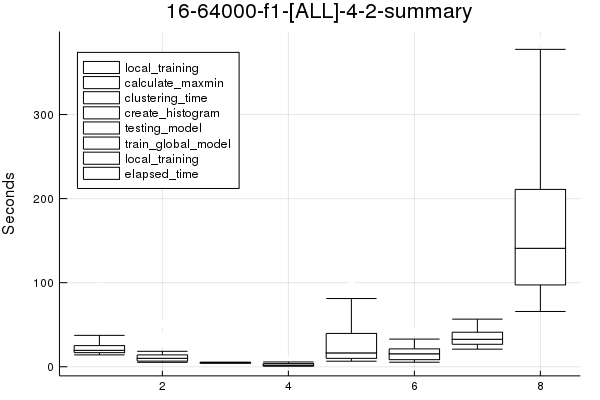 16-64000-f1-[ALL]-4-2-summary
local_training
calculate_maxmin
clustering_time
create_histogram
testing_model
train_global_model
local_training
elapsed_time
Seconds
300
200
100
0
2
4
6
8